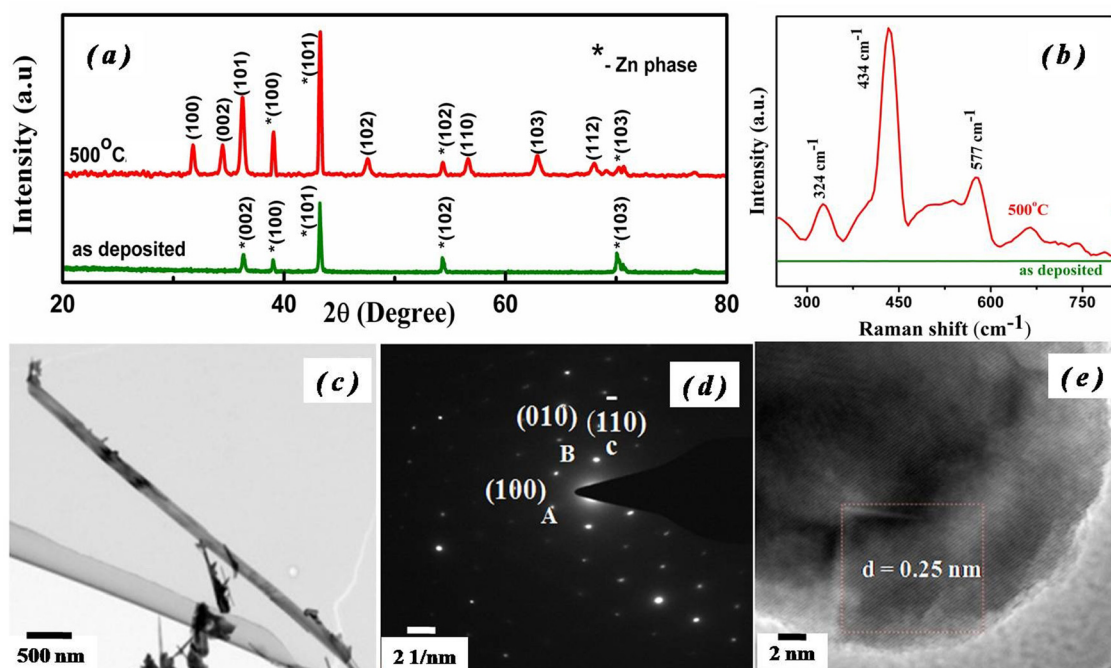 (a)
* - Zn phase
Intensity (a.u)
500°C
(100)
(002)
(101)
*(100)
*(101)
(102)
*(102)
(110)
(103)
(112)
*(103)
as deposited
*(002)
*(100)
*(101)
*(102)
*(103)
20
40
60
80
2θ (Degree)
(b)
Intensity (a.u.)
324 cm-1
434 cm-1
577 cm-1
500°C
as deposited
300
450
600
750
Raman shift (cm-1)
(c)
500 nm
(d)
(010)
(1̄10)
B
c
(100)
A
2 1/nm
(e)
d = 0.25 nm
2 nm